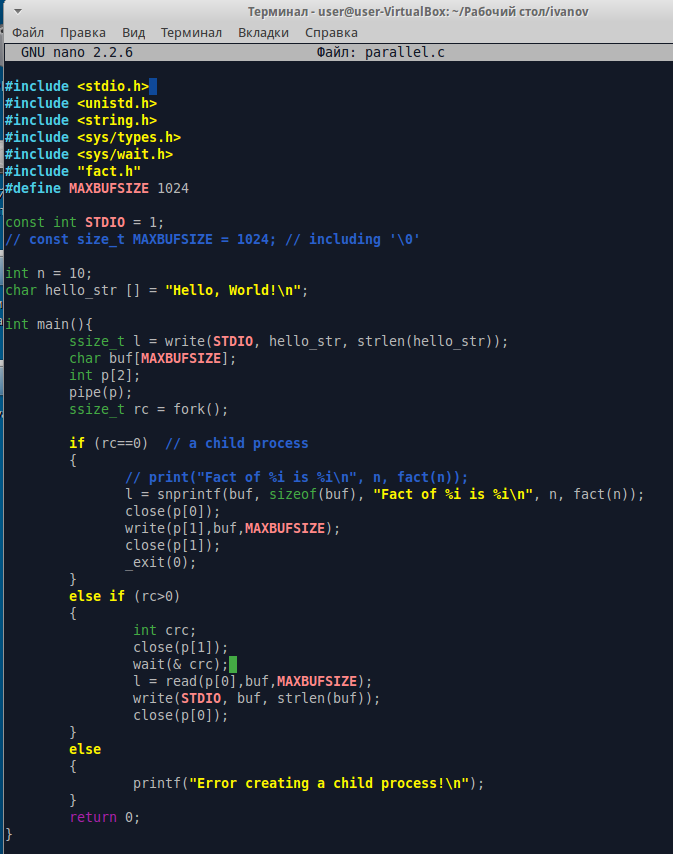 Терминал - user@user-VirtualBox: ~/Рабочий стол/ivanov
Файл Правка Вид Терминал Вкладки Справка
GNU nano 2.2.6 Файл: parallel.c
#include <stdio.h>
#include <unistd.h>
#include <string.h>
#include <sys/types.h>
#include <sys/wait.h>
#include "fact.h"
#define MAXBUFSIZE 1024
const int STDIO = 1;
// const size_t MAXBUFSIZE = 1024; // including '\0'
int n = 10;
char hello_str [] = "Hello, World!\n";
int main(){
ssize_t l = write(STDIO, hello_str, strlen(hello_str));
char buf[MAXBUFSIZE];
int p[2];
pipe(p);
ssize_t rc = fork();
if (rc==0) // a child process
{
// print("Fact of %i is %i\n", n, fact(n));
l = snprintf(buf, sizeof(buf), "Fact of %i is %i\n", n, fact(n));
close(p[0]);
write(p[1],buf,MAXBUFSIZE);
close(p[1]);
_exit(0);
}
else if (rc>0)
{
int crc;
close(p[1]);
wait(& crc);
l = read(p[0],buf,MAXBUFSIZE);
write(STDIO, buf, strlen(buf));
close(p[0]);
}
else
{
printf("Error creating a child process!\n");
}
return 0;
}